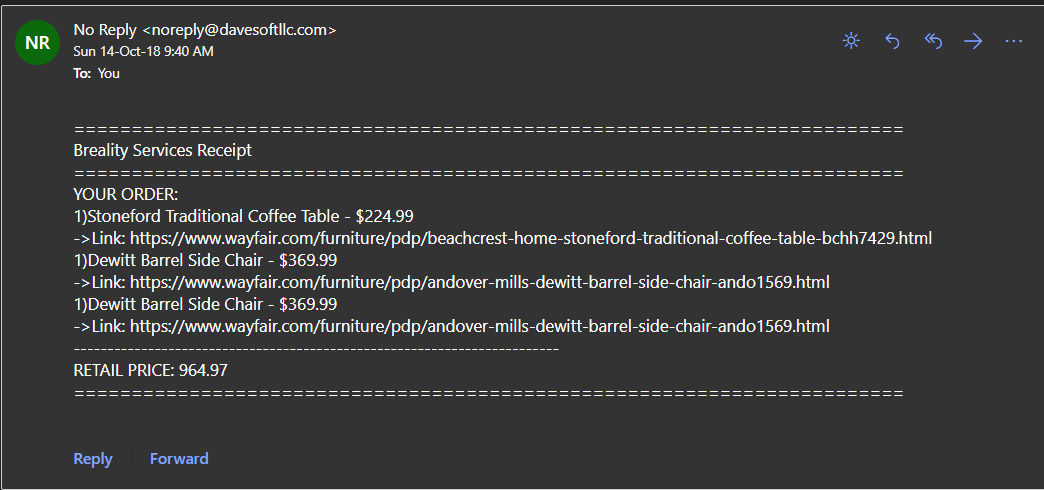 NR
No Reply <noreply@davesoftllc.com>
Sun 14-Oct-18 9:40 AM
To: You
=======================================================================
Breality Services Receipt
=======================================================================
YOUR ORDER:
1)Stoneford Traditional Coffee Table - $224.99
->Link: https://www.wayfair.com/furniture/pdp/beachcrest-home-stoneford-traditional-coffee-table-bchh7429.html
1)Dewitt Barrel Side Chair - $369.99
->Link: https://www.wayfair.com/furniture/pdp/andover-mills-dewitt-barrel-side-chair-ando1569.html
1)Dewitt Barrel Side Chair - $369.99
->Link: https://www.wayfair.com/furniture/pdp/andover-mills-dewitt-barrel-side-chair-ando1569.html
-----------------------------------------------------------------------
RETAIL PRICE: 964.97
=======================================================================
Reply Forward